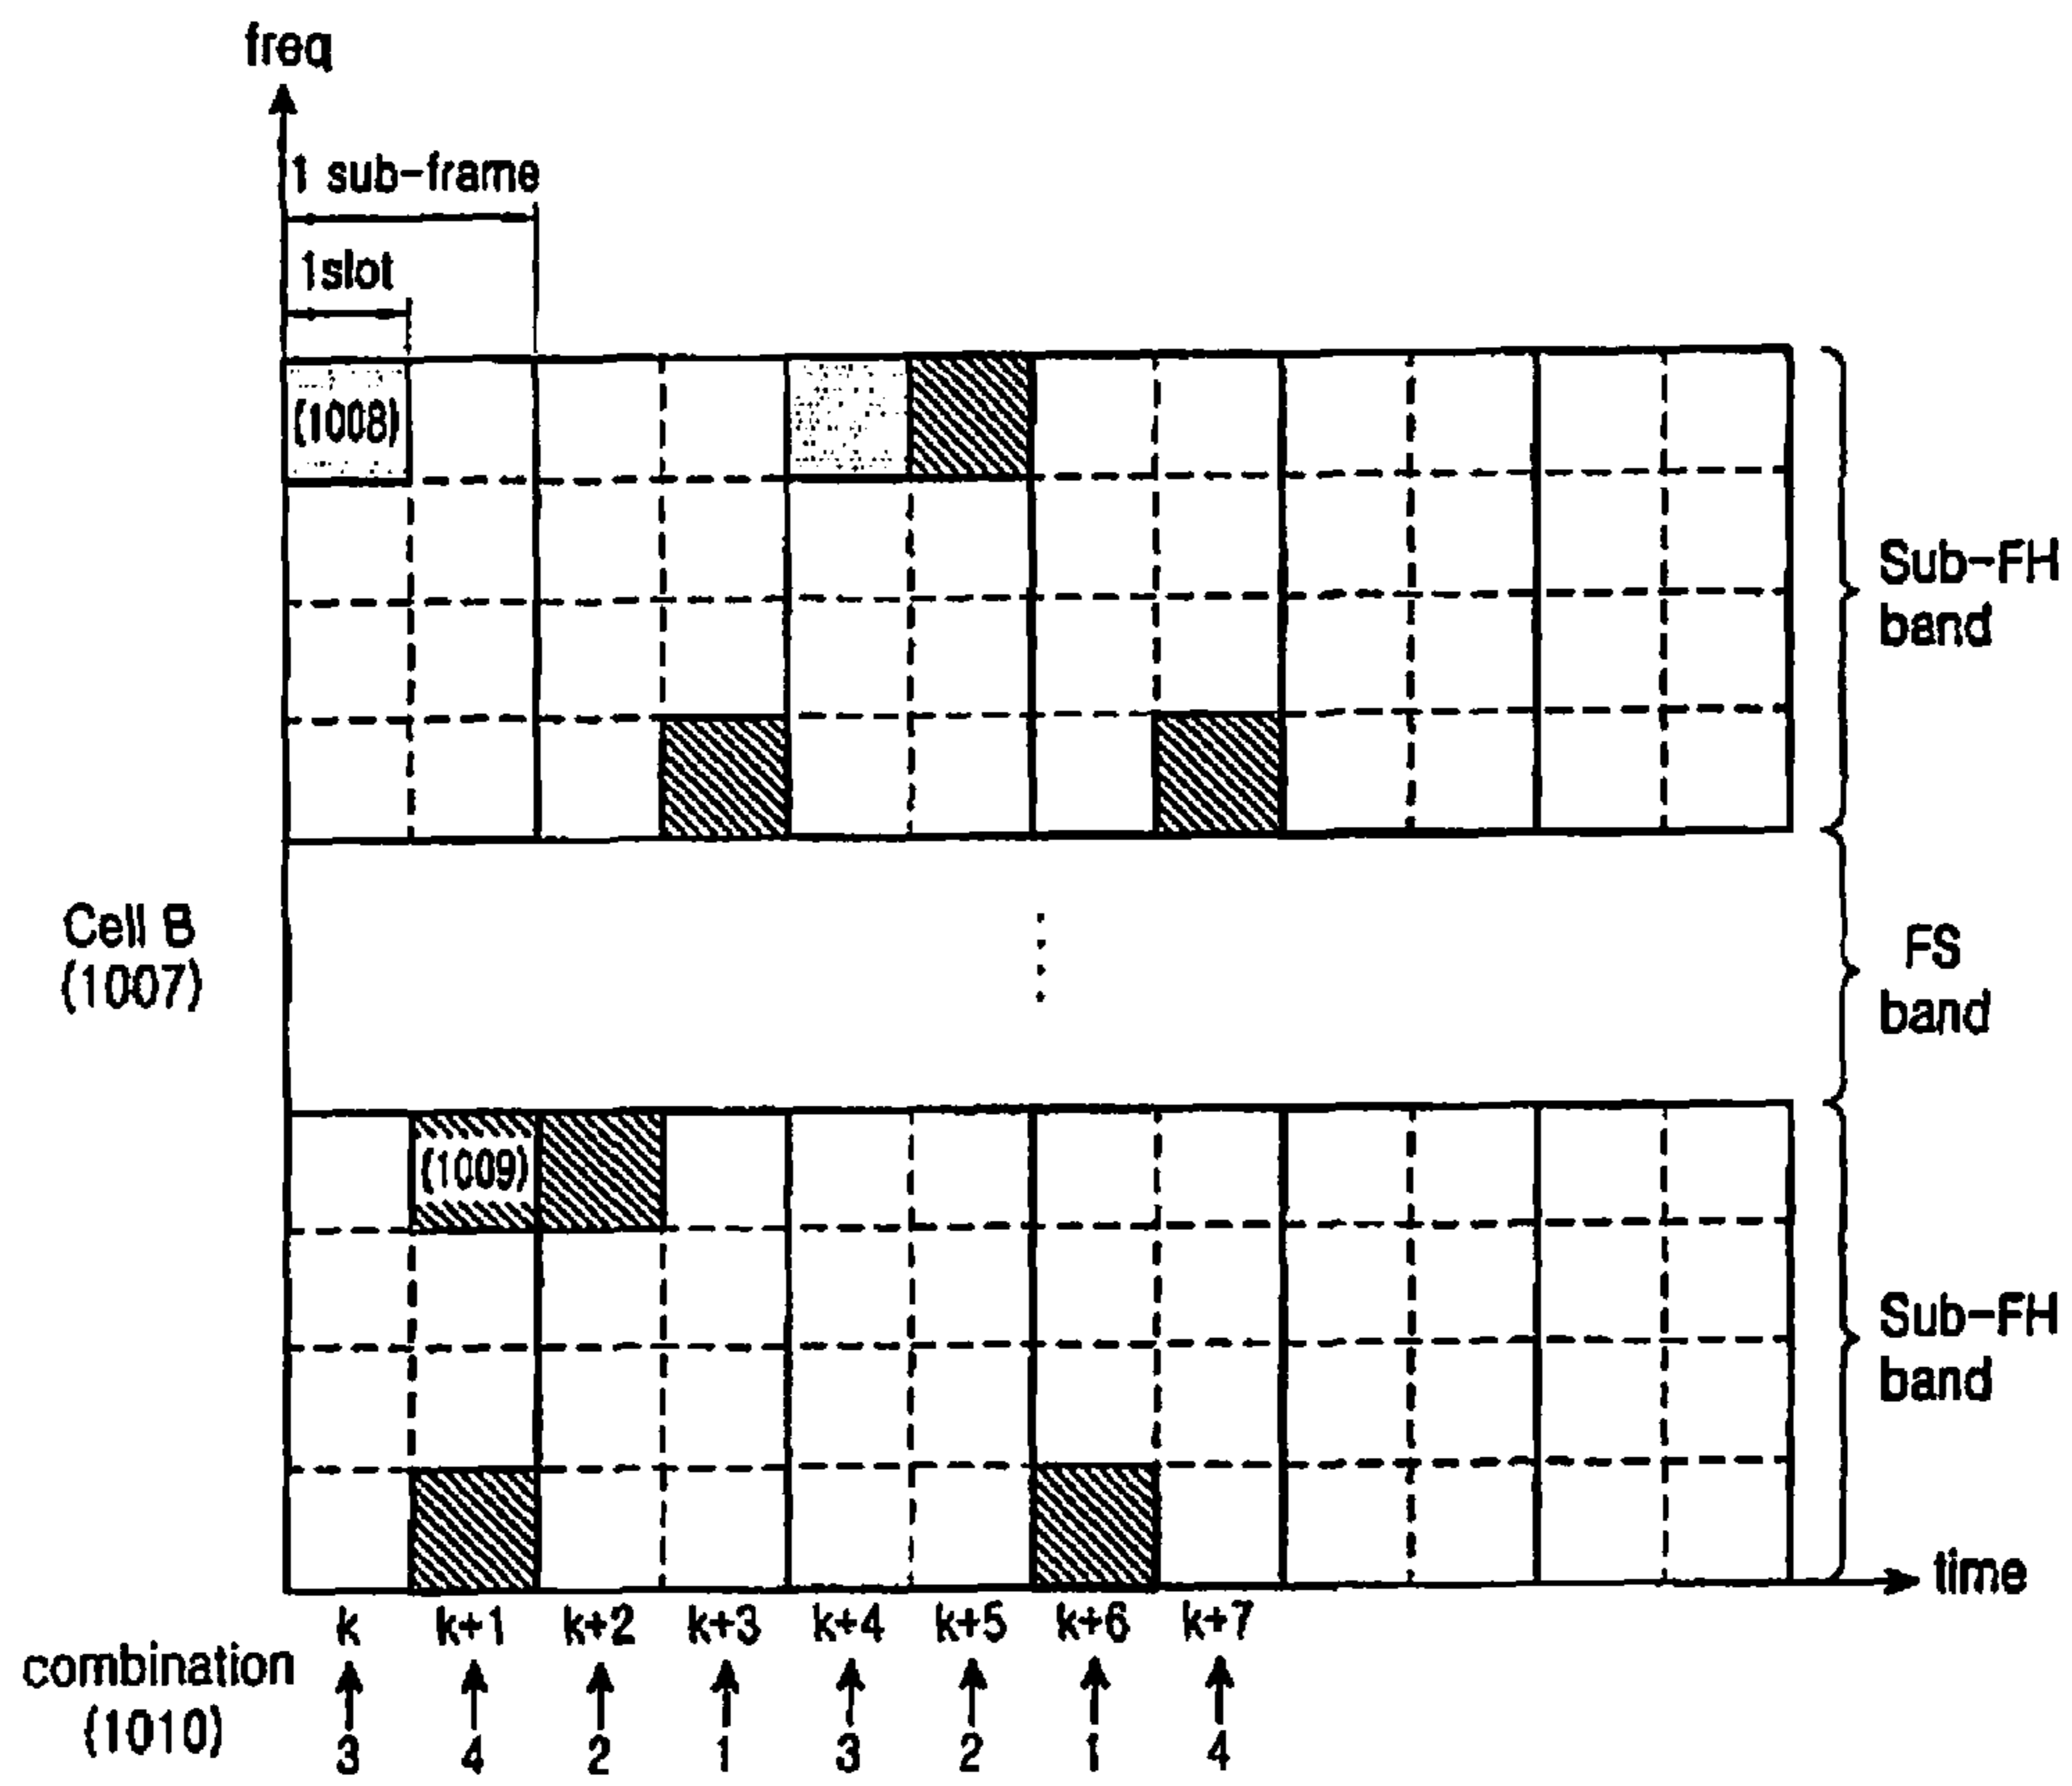 freq
1 sub-frame
1slot
(1008)
Sub-FH
band
Cell B
(1007)
FS
band
(1009)
Sub-FH
band
time
k k+1 k+2 k+3 k+4 k+5 k+6 k+7
combination
(1010)
3 4 2 1 3 2 1 4